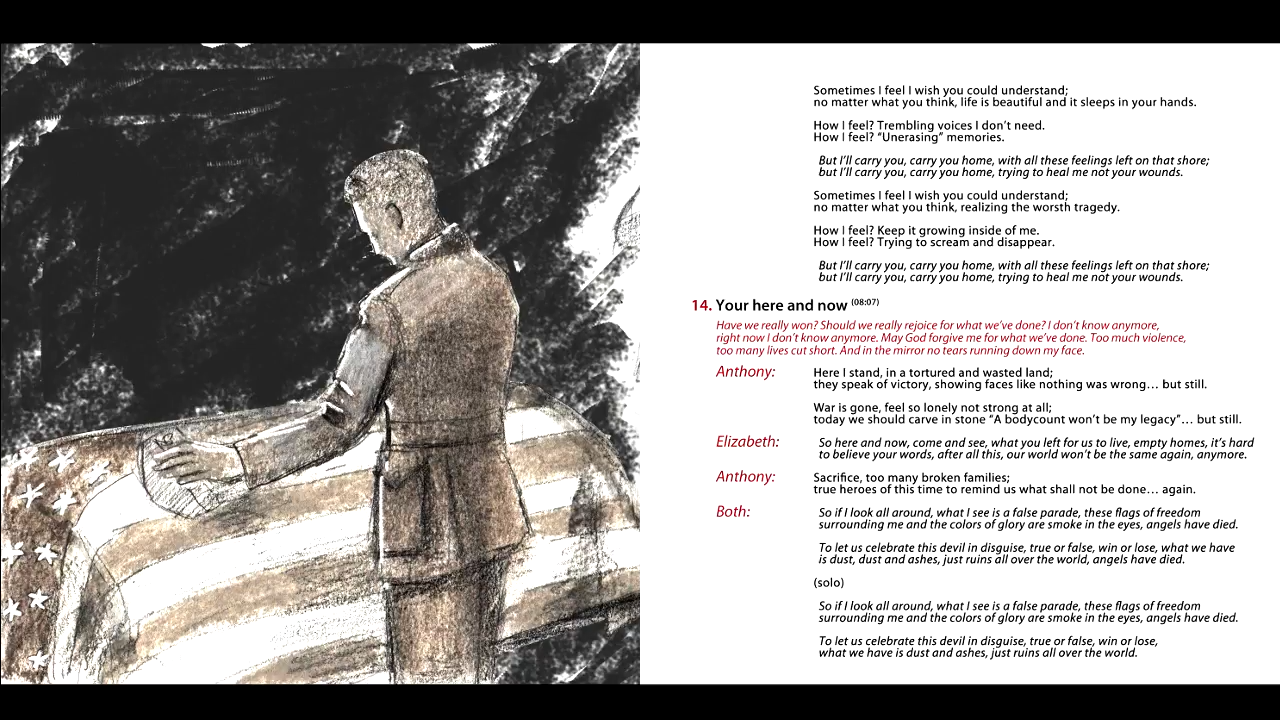 Sometimes I feel I wish you could understand;
no matter what you think, life is beautiful and it sleeps in your hands.
How I feel? Trembling voices I don't need.
How I feel? “Unerasing” memories.
But I'll carry you, carry you home, with all these feelings left on that shore;
but I'll carry you, carry you home, trying to heal me not your wounds.
Sometimes I feel I wish you could understand;
no matter what you think, realizing the worsth tragedy.
How I feel? Keep it growing inside of me.
How I feel? Trying to scream and disappear.
But I'll carry you, carry you home, with all these feelings left on that shore;
but I'll carry you, carry you home, trying to heal me not your wounds.
14. Your here and now (08:07)
Have we really won? Should we really rejoice for what we've done? I don't know anymore,
right now I don't know anymore. May God forgive me for what we've done. Too much violence,
too many lives cut short. And in the mirror no tears running down my face.
Anthony: Here I stand, in a tortured and wasted land;
they speak of victory, showing faces like nothing was wrong… but still.
War is gone, feel so lonely not strong at all;
today we should carve in stone “A bodycount won't be my legacy”… but still.
Elizabeth: So here and now, come and see, what you left for us to live, empty homes, it's hard
to believe your words, after all this, our world won't be the same again, anymore.
Anthony: Sacrifice, too many broken families;
true heroes of this time to remind us what shall not be done… again.
Both: So if I look all around, what I see is a false parade, these flags of freedom
surrounding me and the colors of glory are smoke in the eyes, angels have died.
To let us celebrate this devil in disguise, true or false, win or lose, what we have
is dust, dust and ashes, just ruins all over the world, angels have died.
(solo)
So if I look all around, what I see is a false parade, these flags of freedom
surrounding me and the colors of glory are smoke in the eyes, angels have died.
To let us celebrate this devil in disguise, true or false, win or lose,
what we have is dust and ashes, just ruins all over the world.